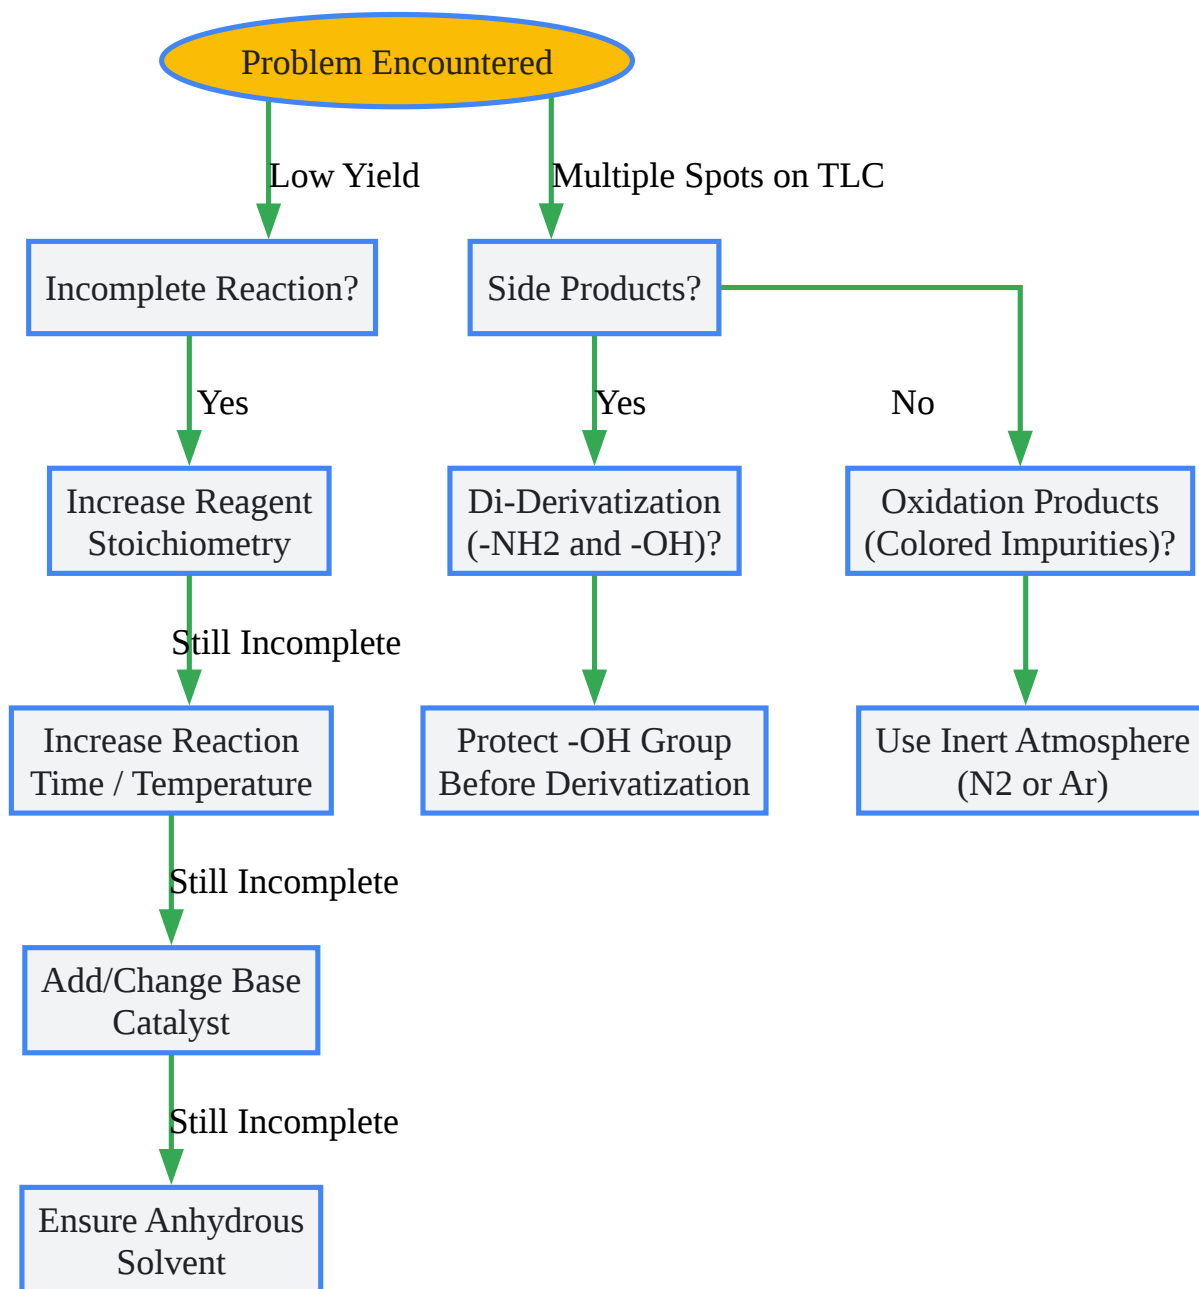 Problem Encountered
Low Yield
Multiple Spots on TLC
Incomplete Reaction?
Side Products?
Yes
Yes
No
Increase Reagent
Stoichiometry
Di-Derivatization
(-NH2 and -OH)?
Oxidation Products
(Colored Impurities)?
Still Incomplete
Increase Reaction
Time / Temperature
Protect -OH Group
Before Derivatization
Use Inert Atmosphere
(N2 or Ar)
Still Incomplete
Add/Change Base
Catalyst
Still Incomplete
Ensure Anhydrous
Solvent